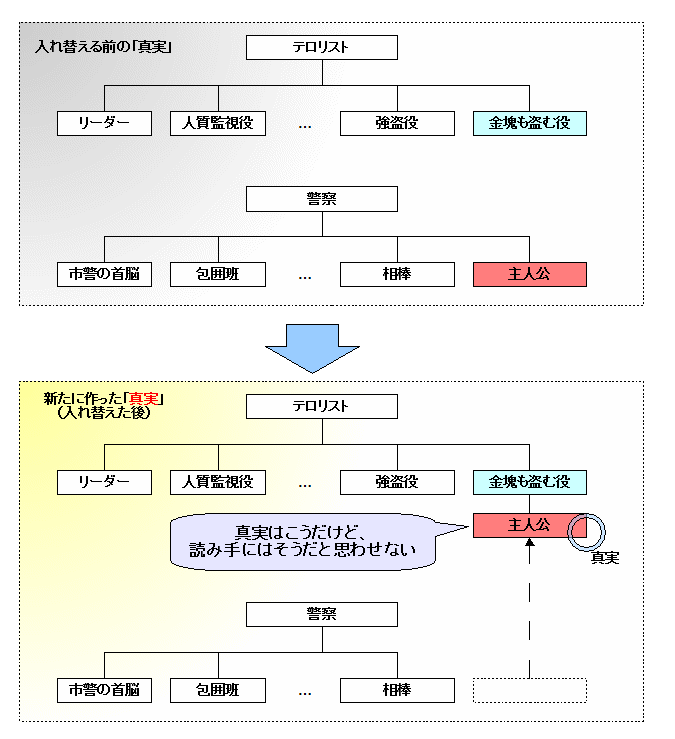 入れ替える前の「真実」
テロリスト
リーダー
人質監視役
…
強盗役
金塊も盗む役
警察
市警の首脳
包囲班
…
相棒
主人公
新たに作った「真実」
(入れ替えた後)
テロリスト
リーダー
人質監視役
…
強盗役
金塊も盗む役
主人公
真実はこうだけど、
読み手にはそうだと思わせない
真実
警察
市警の首脳
包囲班
…
相棒